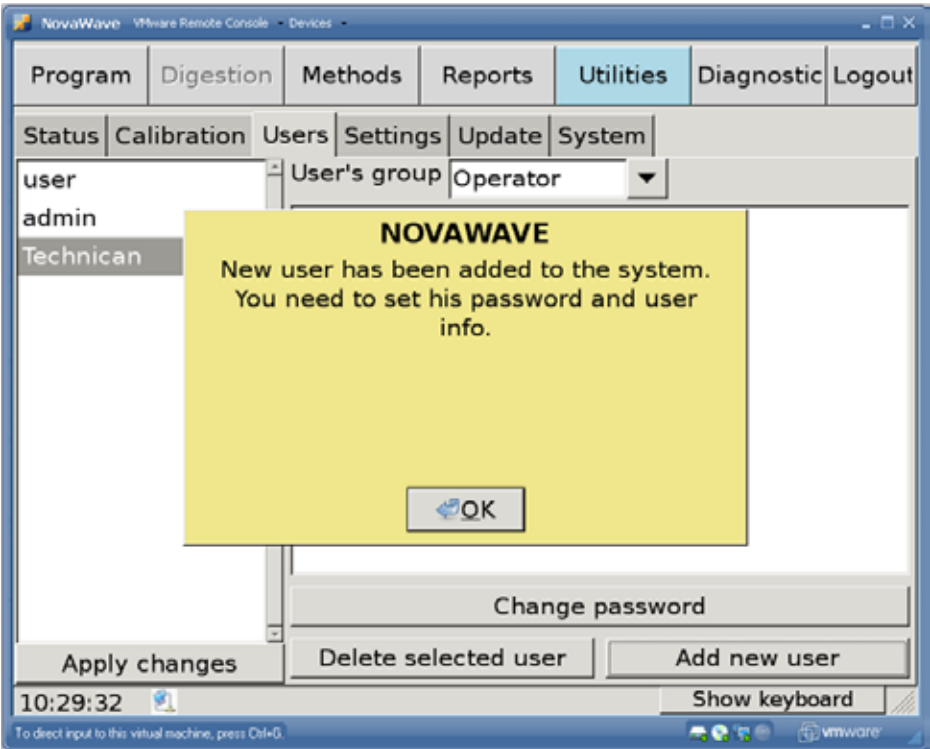 NovaWave VMware Remote Console - Devices -
Program Digestion Methods Reports Utilities Diagnostic Logout
Status Calibration Users Settings Update System
user
User's group Operator
admin
Technican
NOVAWAVE
New user has been added to the system.
You need to set his password and user
info.
OK
Change password
Apply changes
Delete selected user
Add new user
10:29:32
Show keyboard
To direct input to this virtual machine, press Ctrl+G.
vmware